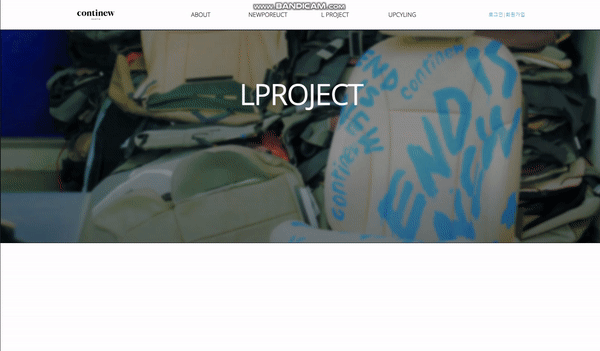 www.BANDICAM.com
continew
ABOUT
NEWPOREUCT
L PROJECT
UPCYLING
로그인 | 회원가입
LPROJECT
END IS NEW
continew
continew
END IS
NEW